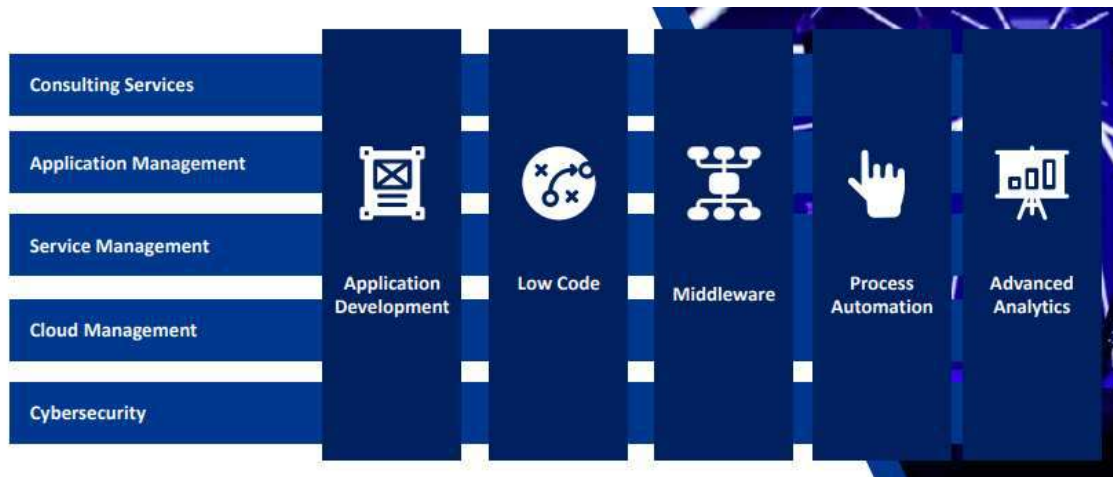 Consulting Services
Application Management
Service Management
Cloud Management
Cybersecurity
Application
Development
Low Code
Middleware
Process
Automation
Advanced
Analytics